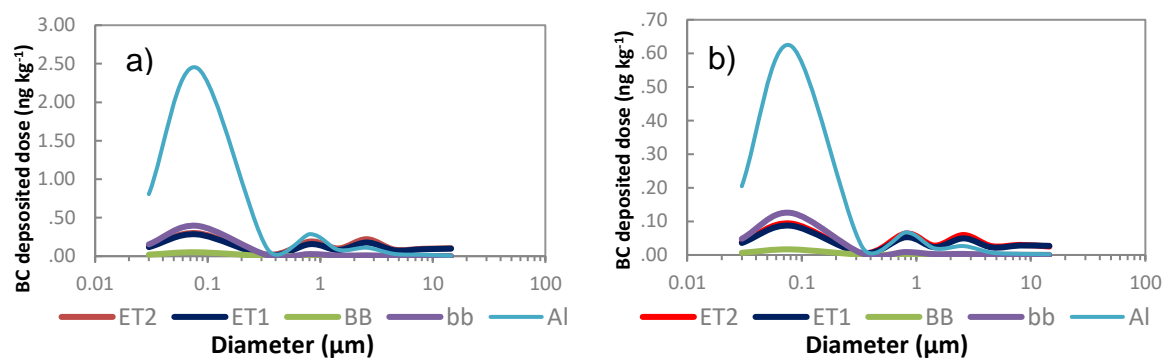 3.00
2.50
2.00
1.50
1.00
.50
.00
BC deposited dose (ng kg⁻¹)
a)
0.01 0.1 1 10 100
ET2 ET1 BB bb Al
Diameter (µm)
.70
.60
.50
.40
.30
.20
.10
.00
BC deposited dose (ng kg⁻¹)
b)
0.01 0.1 1 10 100
ET2 ET1 BB bb Al
Diameter (µm)